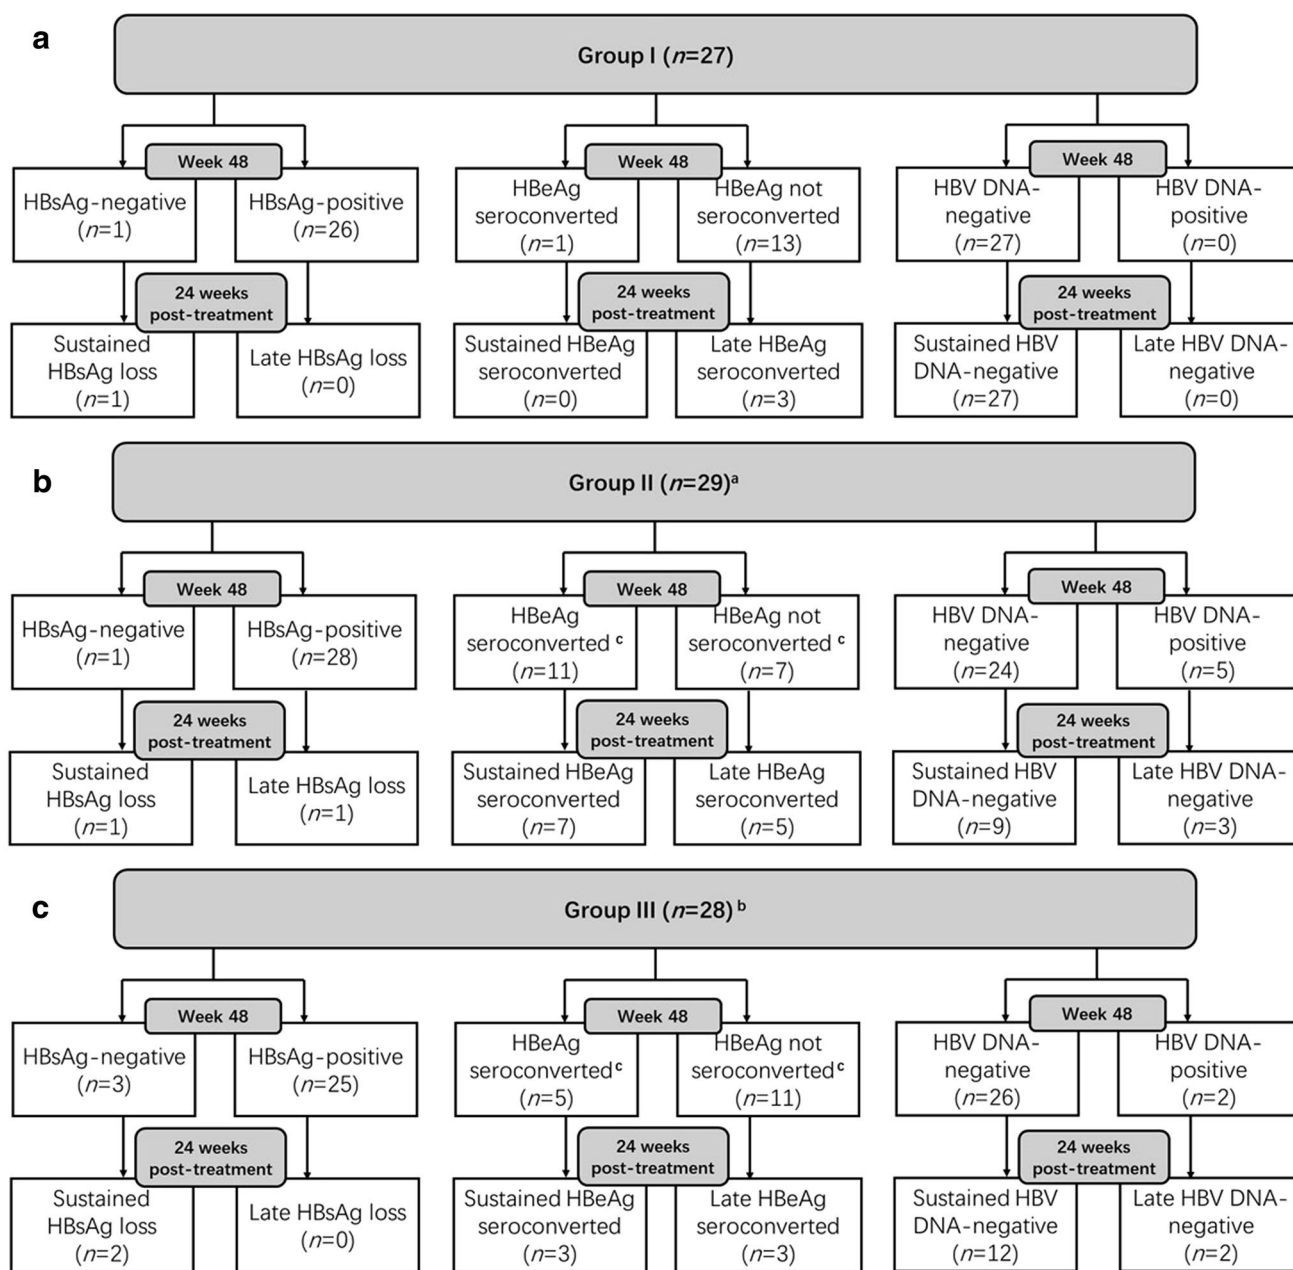 a
Group I (n=27)
Week 48
HBsAg-negative
(n=1)
HBsAg-positive
(n=26)
24 weeks
post-treatment
Sustained
HBsAg loss
(n=1)
Late HBsAg loss
(n=0)
Week 48
HBeAg
seroconverted
(n=1)
HBeAg not
seroconverted
(n=13)
24 weeks
post-treatment
Sustained HBeAg
seroconverted
(n=0)
Late HBeAg
seroconverted
(n=3)
Week 48
HBV DNA-
negative
(n=27)
HBV DNA-
positive
(n=0)
24 weeks
post-treatment
Sustained HBV
DNA-negative
(n=27)
Late HBV DNA-
negative
(n=0)
b
Group II (n=29)ᵃ
Week 48
HBsAg-negative
(n=1)
HBsAg-positive
(n=28)
24 weeks
post-treatment
Sustained
HBsAg loss
(n=1)
Late HBsAg loss
(n=1)
Week 48
HBeAg
seroconverted ᶜ
(n=11)
HBeAg not
seroconverted ᶜ
(n=7)
24 weeks
post-treatment
Sustained HBeAg
seroconverted
(n=7)
Late HBeAg
seroconverted
(n=5)
Week 48
HBV DNA-
negative
(n=24)
HBV DNA-
positive
(n=5)
24 weeks
post-treatment
Sustained HBV
DNA-negative
(n=9)
Late HBV DNA-
negative
(n=3)
c
Group III (n=28) ᵇ
Week 48
HBsAg-negative
(n=3)
HBsAg-positive
(n=25)
24 weeks
post-treatment
Sustained
HBsAg loss
(n=2)
Late HBsAg loss
(n=0)
Week 48
HBeAg
seroconvertedᶜ
(n=5)
HBeAg not
seroconvertedᶜ
(n=11)
24 weeks
post-treatment
Sustained HBeAg
seroconverted
(n=3)
Late HBeAg
seroconverted
(n=3)
Week 48
HBV DNA-
negative
(n=26)
HBV DNA-
positive
(n=2)
24 weeks
post-treatment
Sustained HBV
DNA-negative
(n=12)
Late HBV DNA-
negative
(n=2)